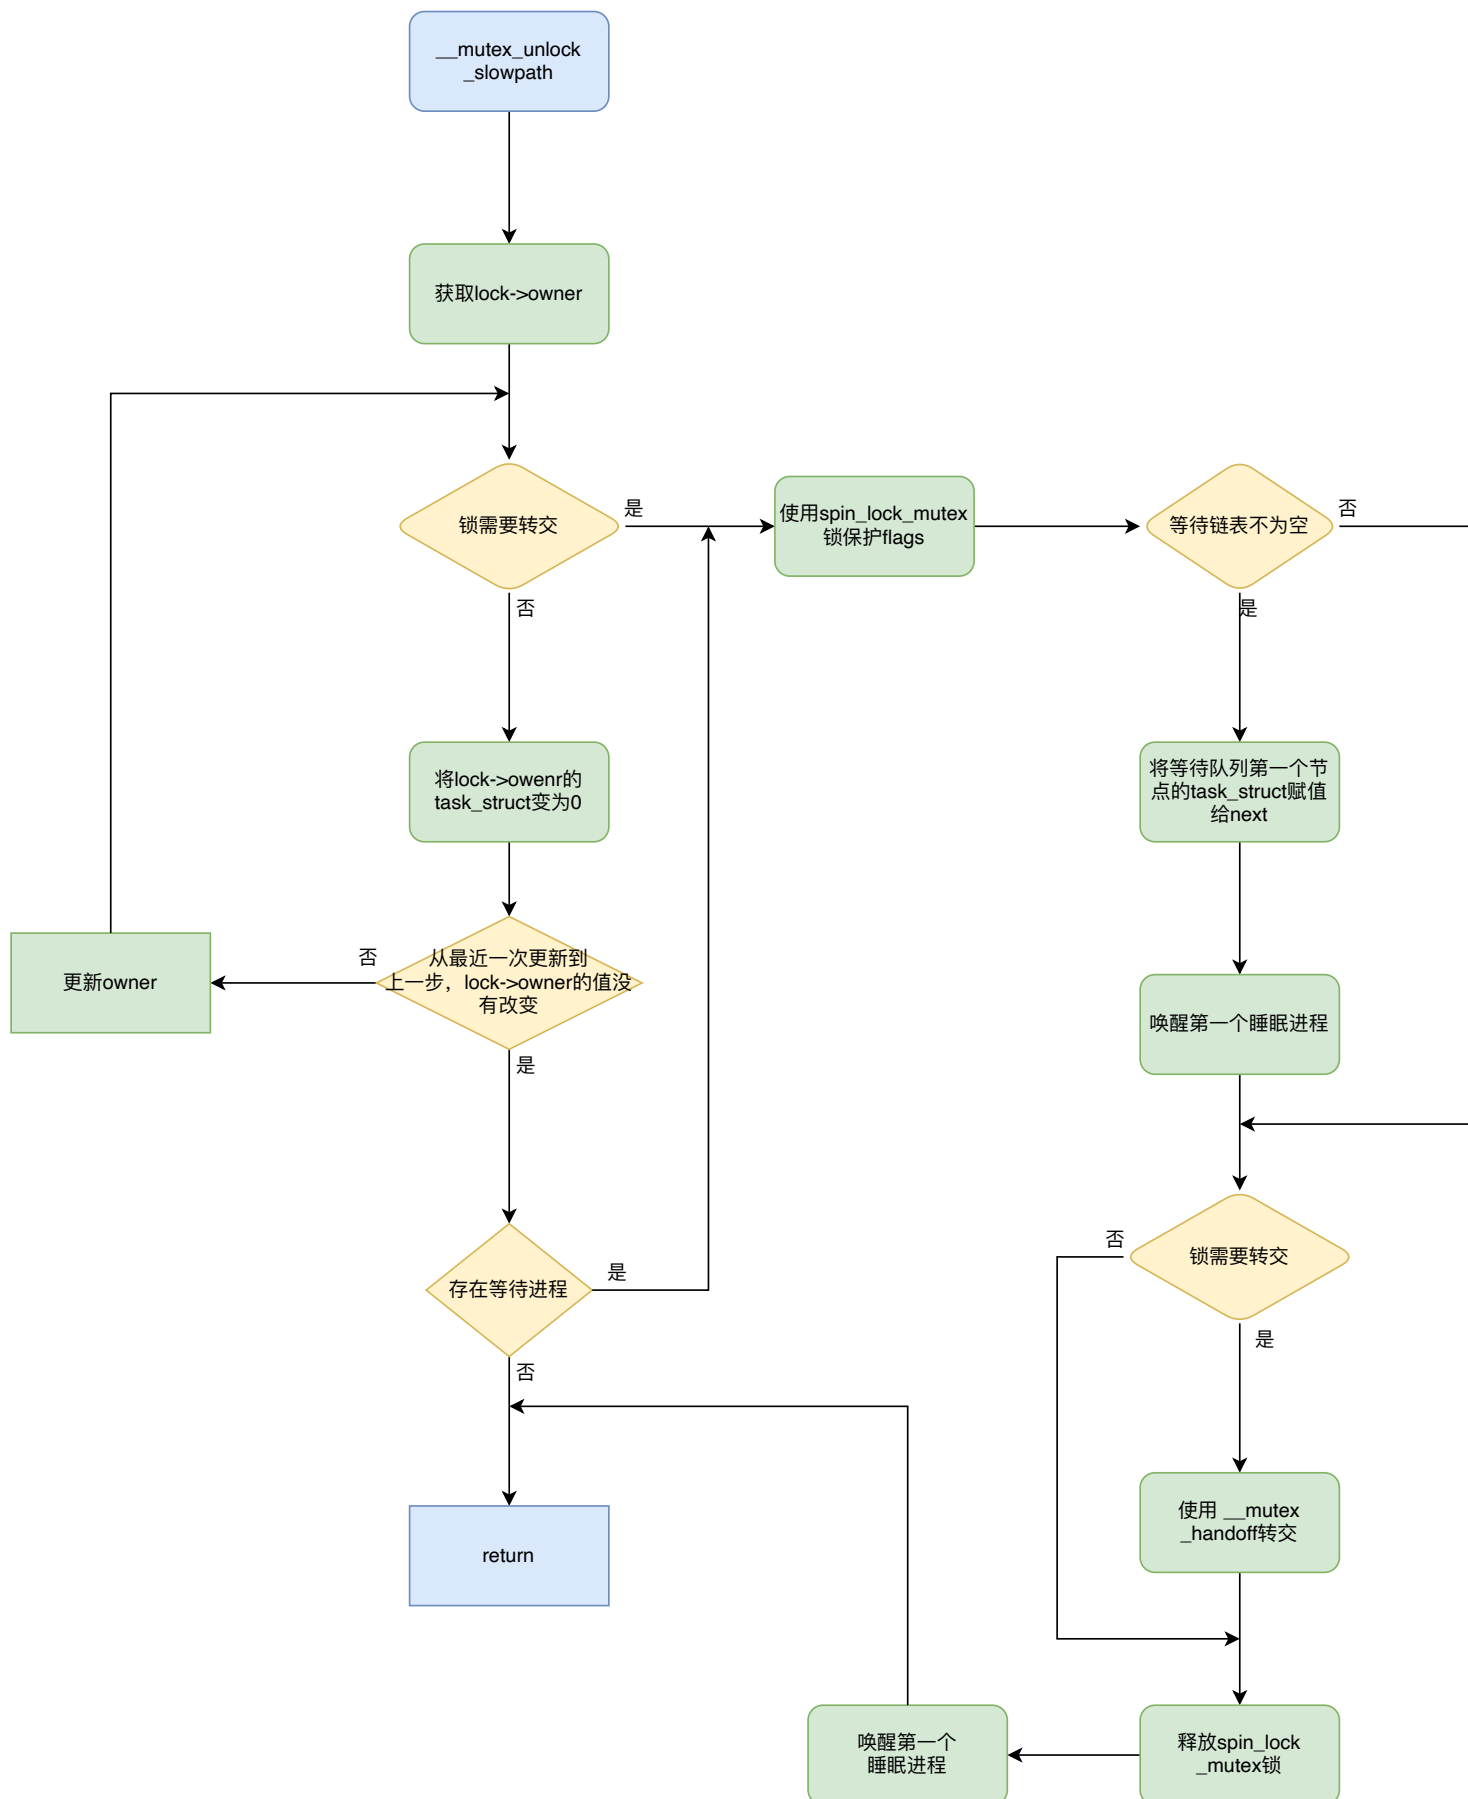 __mutex_unlock
_slowpath
获取lock->owner
锁需要转交
是
否
使用spin_lock_mutex
锁保护flags
等待链表不为空
否
是
将lock->owenr的
task_struct变为0
将等待队列第一个节
点的task_struct赋值
给next
更新owner
否
从最近一次更新到
上一步，lock->owner的值没
有改变
是
唤醒第一个睡眠进程
存在等待进程
是
否
锁需要转交
否
是
return
使用 __mutex
_handoff转交
唤醒第一个
睡眠进程
释放spin_lock
_mutex锁